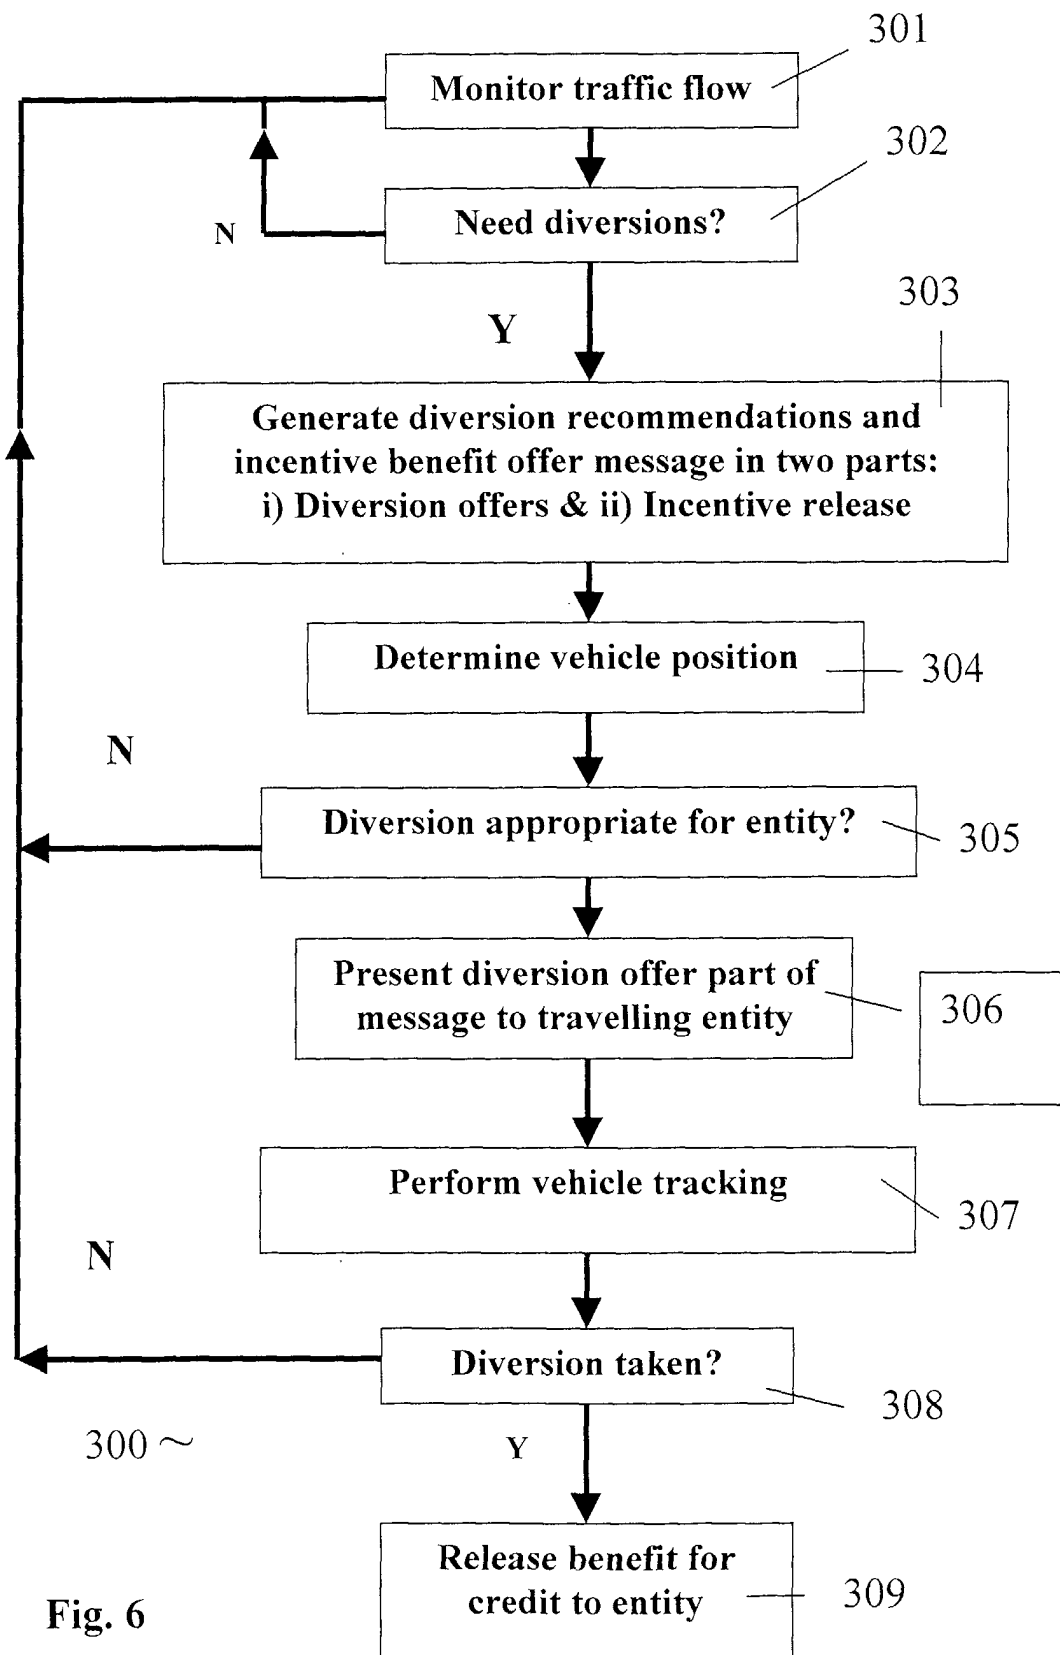 301
Monitor traffic flow
302
Need diversions?
N
303
Y
Generate diversion recommendations and
incentive benefit offer message in two parts:
i) Diversion offers & ii) Incentive release
Determine vehicle position
304
N
Diversion appropriate for entity?
305
Present diversion offer part of
message to travelling entity
306
Perform vehicle tracking
307
N
Diversion taken?
308
300 ~
Y
Release benefit for
credit to entity
309
Fig. 6